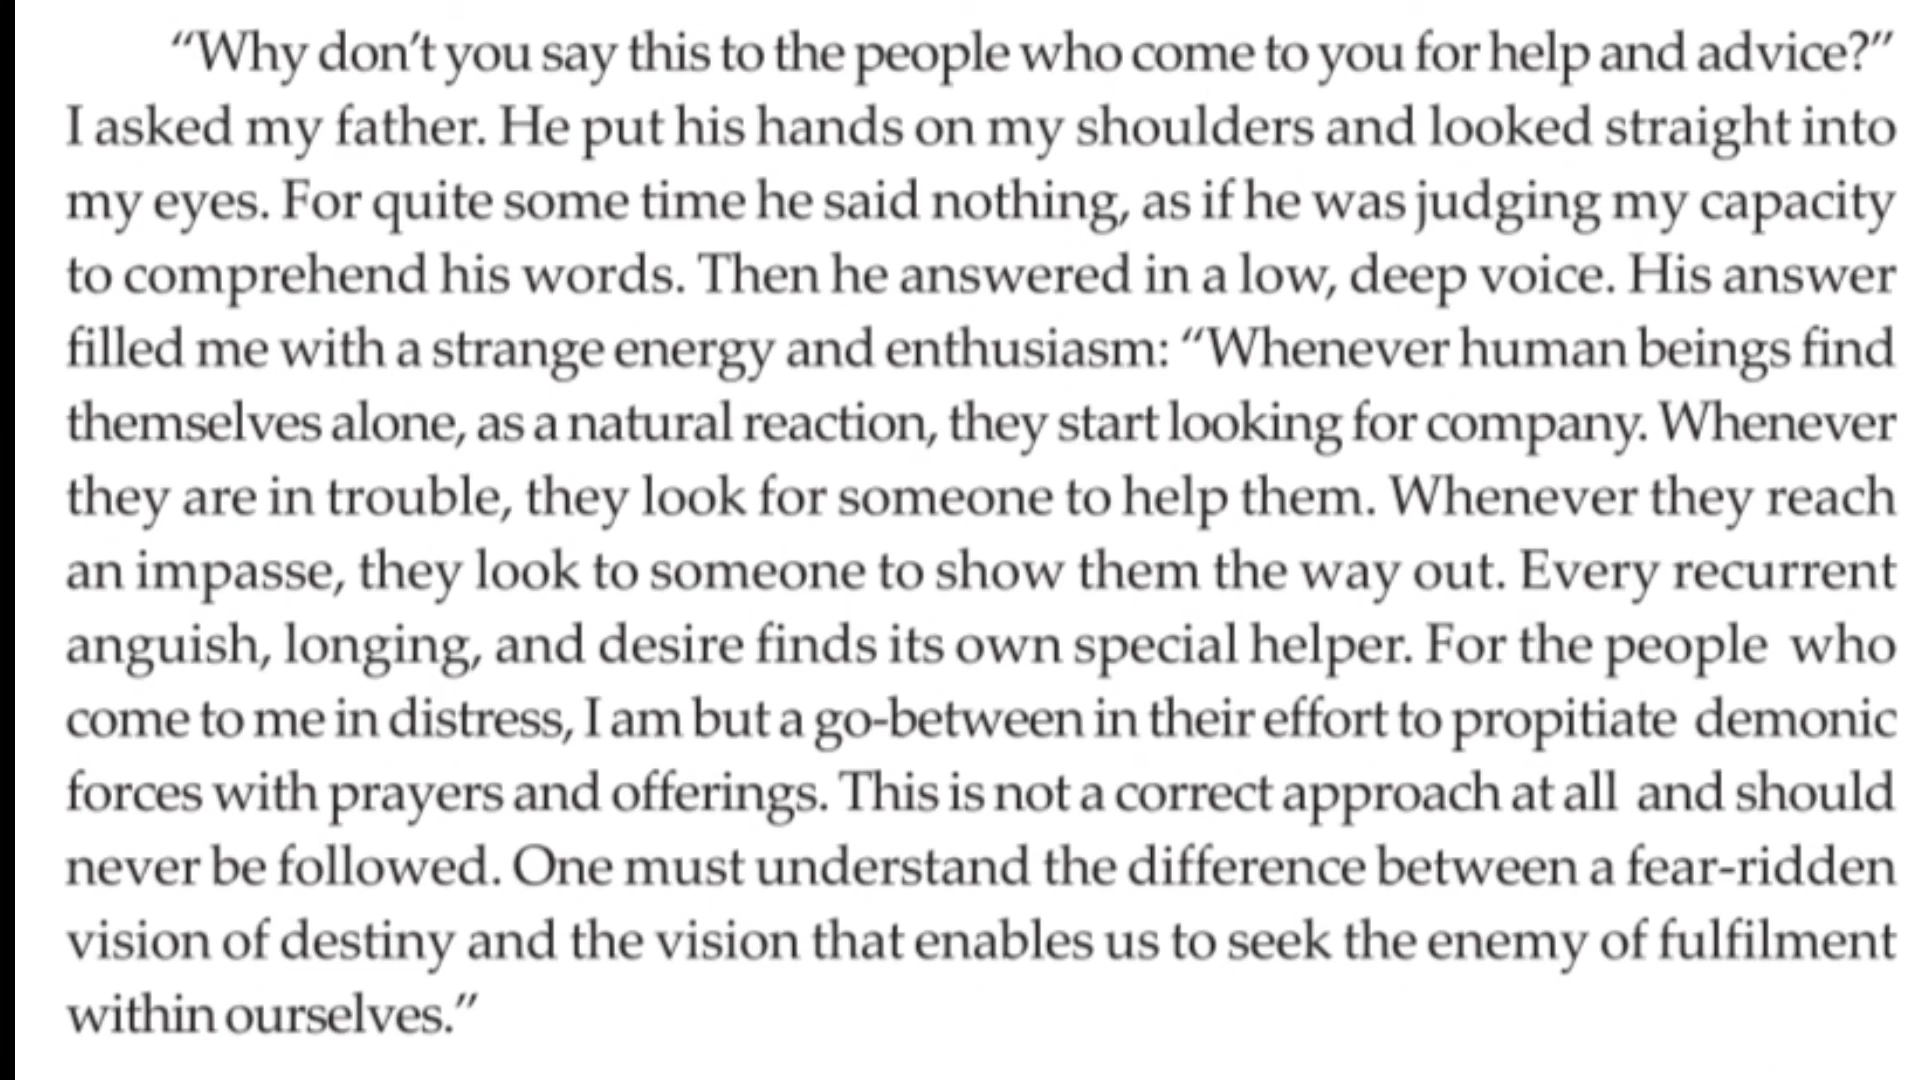 “Why don’t you say this to the people who come to you for help and advice?”
I asked my father. He put his hands on my shoulders and looked straight into
my eyes. For quite some time he said nothing, as if he was judging my capacity
to comprehend his words. Then he answered in a low, deep voice. His answer
filled me with a strange energy and enthusiasm: “Whenever human beings find
themselves alone, as a natural reaction, they start looking for company. Whenever
they are in trouble, they look for someone to help them. Whenever they reach
an impasse, they look to someone to show them the way out. Every recurrent
anguish, longing, and desire finds its own special helper. For the people who
come to me in distress, I am but a go-between in their effort to propitiate demonic
forces with prayers and offerings. This is not a correct approach at all and should
never be followed. One must understand the difference between a fear-ridden
vision of destiny and the vision that enables us to seek the enemy of fulfilment
within ourselves.”